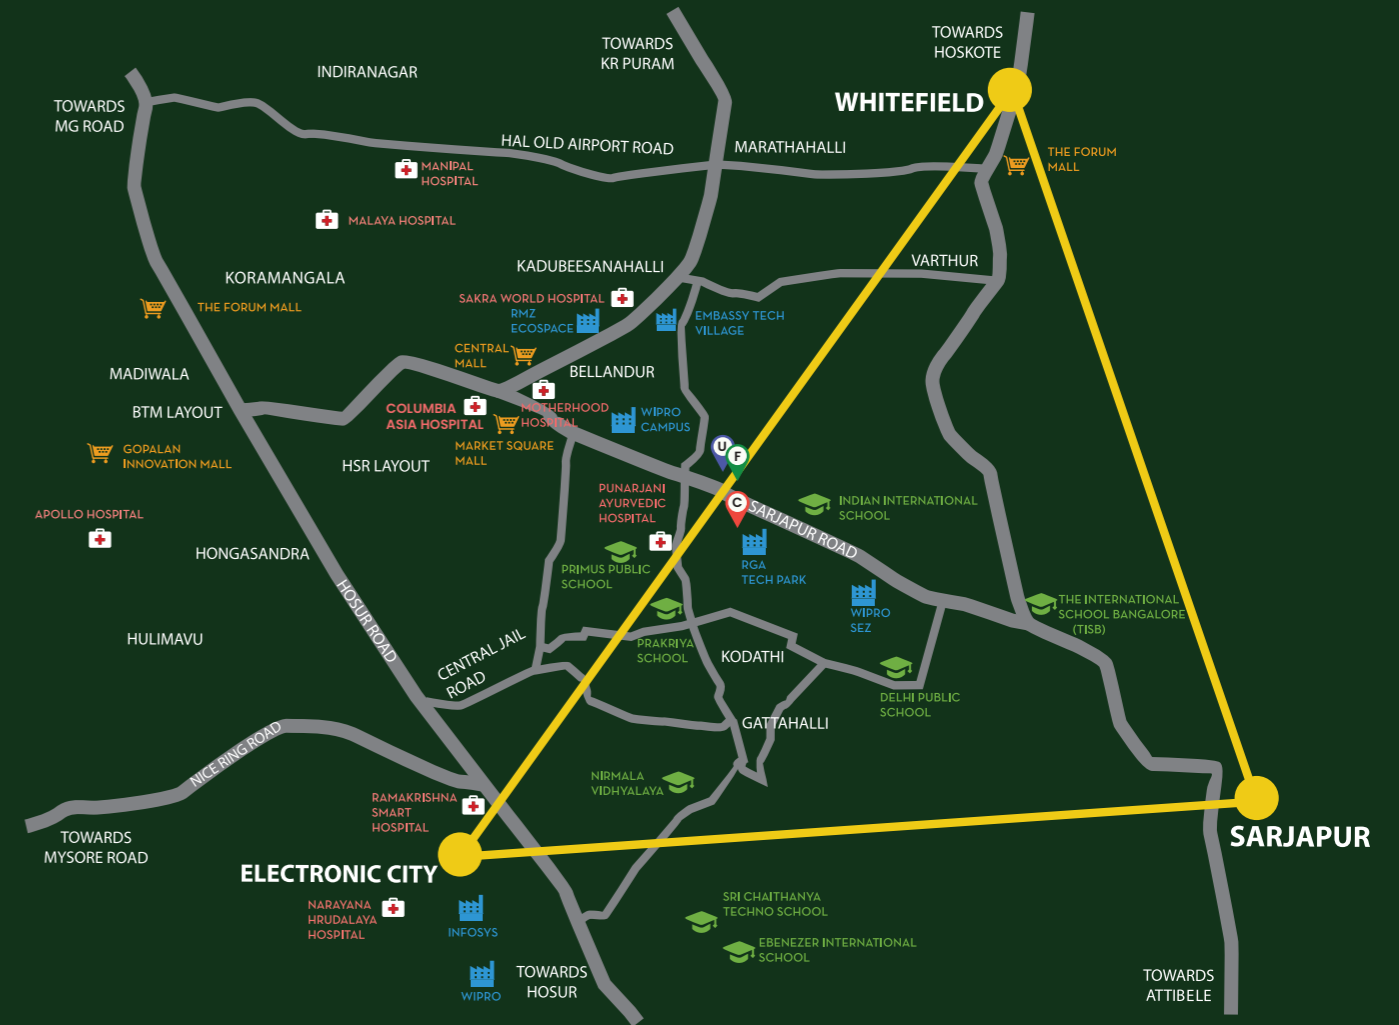 TOWARDS
HOSKOTE
TOWARDS
KR PURAM
INDIRANAGAR
WHITEFIELD
TOWARDS
MG ROAD
HAL OLD AIRPORT ROAD
MARATHAHALLI
THE FORUM
MALL
MANIPAL
HOSPITAL
MALAYA HOSPITAL
VARTHUR
KADUBEESANAHALLI
KORAMANGALA
SAKRA WORLD HOSPITAL
THE FORUM MALL
RMZ
ECOSPACE
EMBASSY TECH
VILLAGE
CENTRAL
MALL
BELLANDUR
MADIWALA
BTM LAYOUT
COLUMBIA
ASIA HOSPITAL
MOTHERHOOD
HOSPITAL
WIPRO
CAMPUS
MARKET SQUARE
MALL
GOPALAN
INNOVATION MALL
HSR LAYOUT
U
F
C
PUNARJANI
AYURVEDIC
HOSPITAL
SARJAPUR ROAD
INDIAN INTERNATIONAL
SCHOOL
APOLLO HOSPITAL
HONGASANDRA
PRIMUS PUBLIC
SCHOOL
RGA
TECH PARK
HOSUR ROAD
WIPRO
SEZ
THE INTERNATIONAL
SCHOOL BANGALORE
(TISB)
HULIMAVU
CENTRAL JAIL
ROAD
PRAKRIYA
SCHOOL
KODATHI
DELHI PUBLIC
SCHOOL
GATTAHALLI
NICE RING ROAD
NIRMALA
VIDHYALAYA
RAMAKRISHNA
SMART
HOSPITAL
TOWARDS
MYSORE ROAD
SARJAPUR
ELECTRONIC CITY
NARAYANA
HRUDALAYA
HOSPITAL
INFOSYS
SRI CHAITHANYA
TECHNO SCHOOL
EBENEZER INTERNATIONAL
SCHOOL
WIPRO
TOWARDS
HOSUR
TOWARDS
ATTIBELE